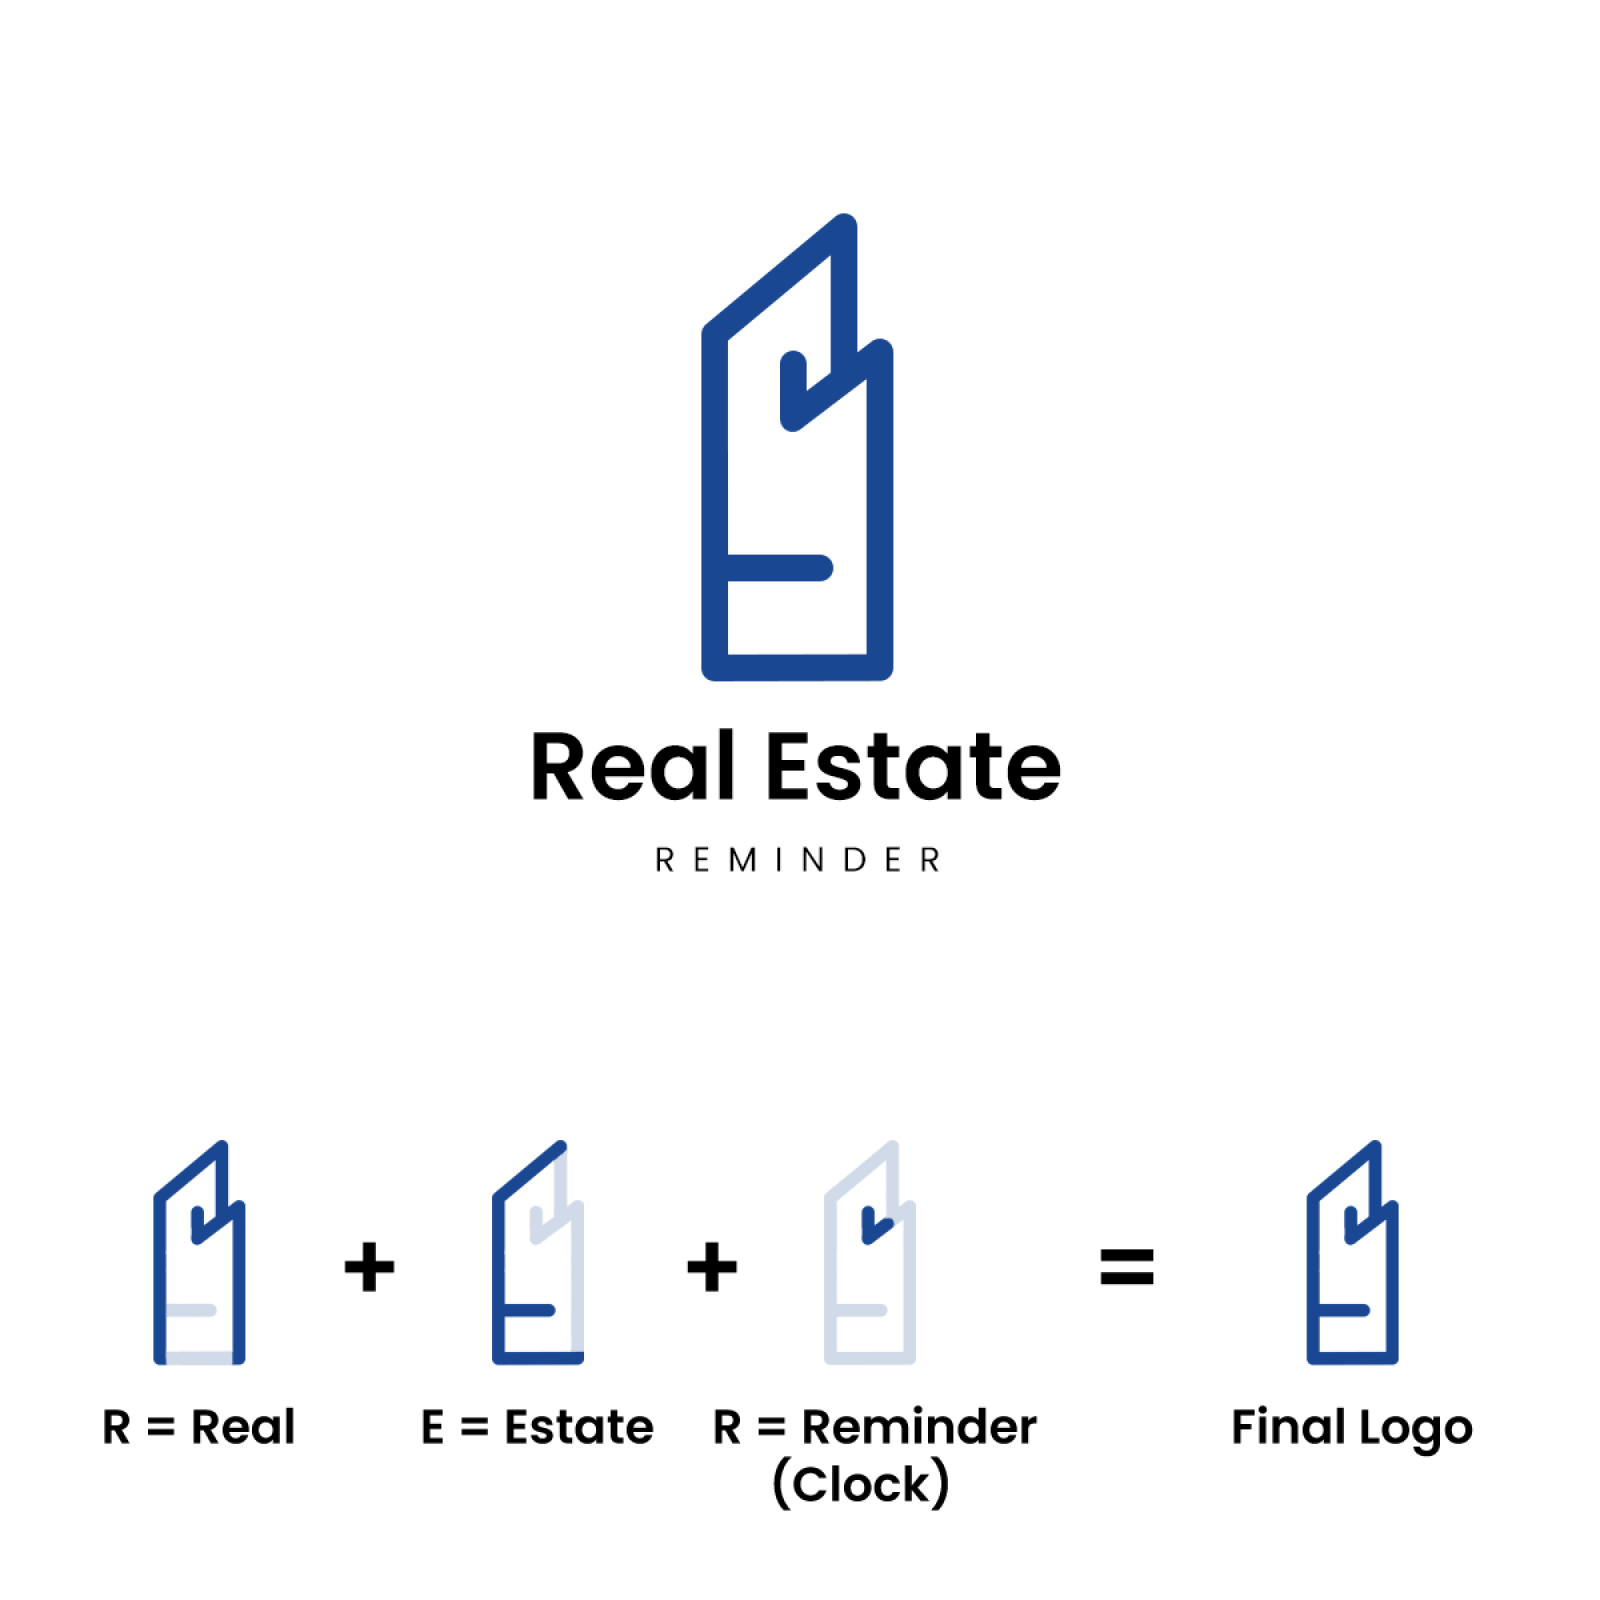 Real Estate
REMINDER
+ + =
R = Real E = Estate R = Reminder Final Logo
(Clock)